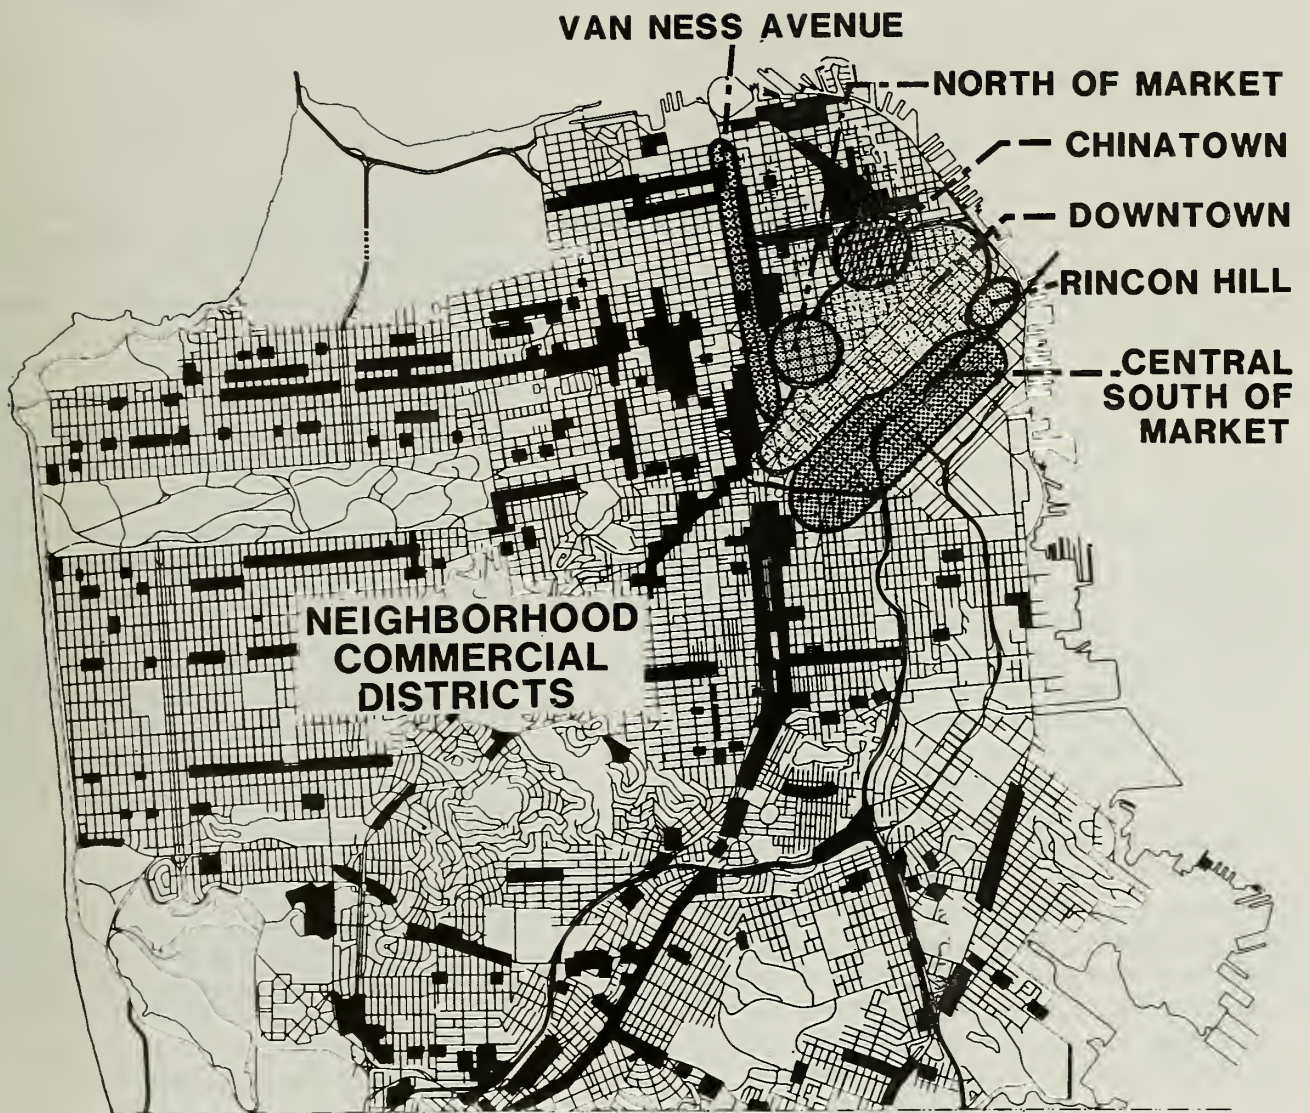 VAN NESS AVENUE
NORTH OF MARKET
CHINATOWN
DOWNTOWN
RINCON HILL
CENTRAL
SOUTH OF
MARKET
NEIGHBORHOOD
COMMERCIAL
DISTRICTS